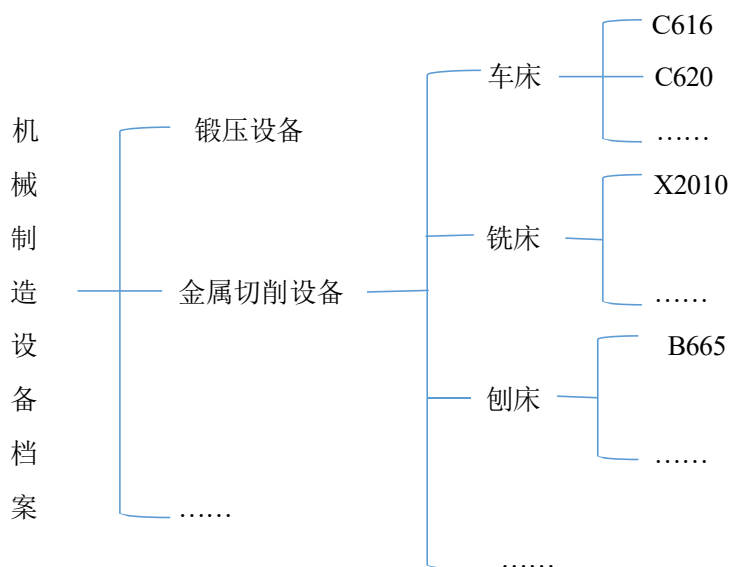 机械制造设备档案
锻压设备
金属切削设备
……
车床
C616
C620
……
铣床
X2010
……
刨床
B665
……
……